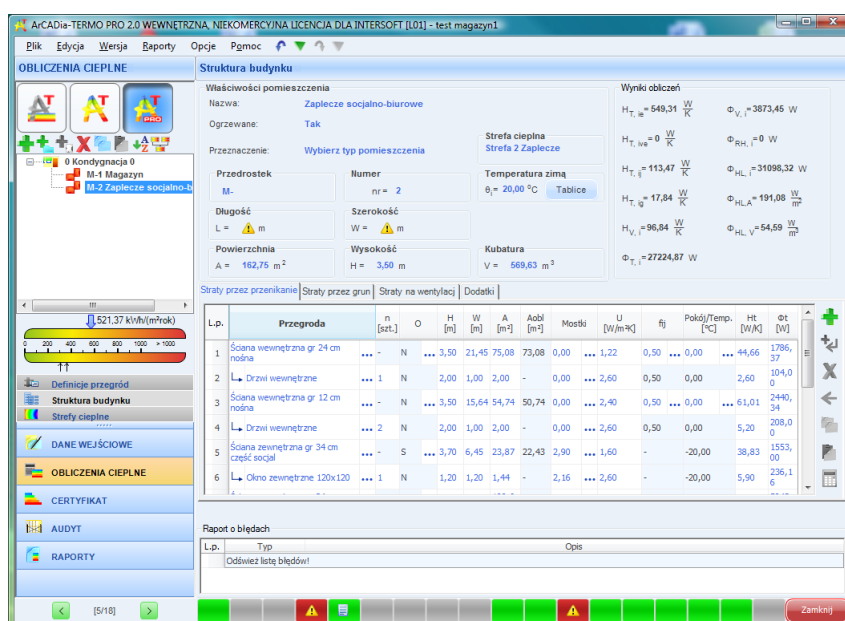 ArCADia-TERMO PRO 2.0 WEWNĘTRZNA, NIEKOMERCYJNA LICENCJA DLA INTERSOFT [L01] - test magazyn1
Plik Edycja Wersja Raporty Opcje Pomoc
OBLICZENIA CIEPLNE
Struktura budynku
Właściwości pomieszczenia
Nazwa: Zaplecze socjalno-biurowe
Ogrzewane: Tak
Przeznaczenie: Wybierz typ pomieszczenia
Strefa cieplna
Strefa 2 Zaplecze
Przedrostek
M-
Numer
nr = 2
Temperatura zimą
θi= 20,00 °C Tablice
Długość
L = m
Szerokość
W = m
Powierzchnia
A = 162,75 m²
Wysokość
H = 3,50 m
Kubatura
V = 569,63 m³
Wyniki obliczeń
HT, ie= 549,31 W/K
ΦV, i=3873,45 W
HT, iue= 0 W/K
ΦRH, i=0 W
HT, ij= 113,47 W/K
ΦHL, i=31098,32 W
HT, ig= 17,84 W/K
ΦHL,A=191,08 W/m²
HV, i=96,84 W/K
ΦHL, V=54,59 W/m³
ΦT, i=27224,87 W
PRO
0 Kondygnacja 0
M-1 Magazyn
M-2 Zaplecze socjalno-b
521,37 kWh/(m²rok)
0 200 400 600 800 1000 > 1000
Definicje przegród
Struktura budynku
Strefy cieplne
DANE WEJŚCIOWE
OBLICZENIA CIEPLNE
CERTYFIKAT
AUDYT
RAPORTY
[5/18]
Straty przez przenikanie Straty przez grun Straty na wentylacj Dodatki
L.p. Przegroda n [szt.] O H [m] W [m] A [m²] Aobl [m²] Mostki U [W/m²K] fij Pokój/Temp. [°C] Ht [W/K] Φt [W]
1 Ściana wewnętrzna gr 24 cm nośna ... - N ... 3,50 21,45 75,08 73,08 0,00 ... 1,22 0,50 ... 0,00 ... 44,66 1786,37
2 Drzwi wewnętrzne ... 1 N 2,00 1,00 2,00 - 0,00 ... 2,60 0,50 0,00 2,60 104,00
3 Ściana wewnętrzna gr 12 cm nośna ... - N ... 3,50 15,64 54,74 50,74 0,00 ... 2,40 0,50 ... 0,00 ... 61,01 2440,34
4 Drzwi wewnętrzne ... 2 N 2,00 1,00 2,00 - 0,00 ... 2,60 0,50 0,00 5,20 208,00
5 Ściana zewnętrzna gr 34 cm część socjal ... - S ... 3,70 6,45 23,87 22,43 2,90 ... 1,60 - -20,00 38,83 1553,00
6 Okno zewnętrzne 120x120 ... 1 N 1,20 1,20 1,44 - 2,16 ... 2,60 - -20,00 5,90 236,16
Raport o błędach
L.p. Typ Opis
Odśwież listę błędów!
Zamknij